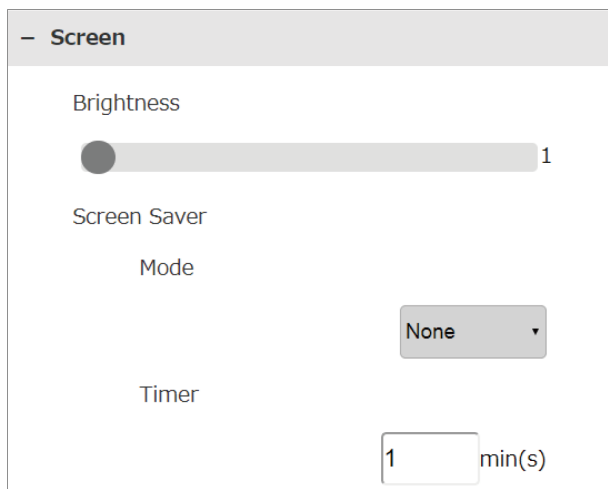 – Screen
Brightness
1
Screen Saver
Mode
None
Timer
1 min(s)